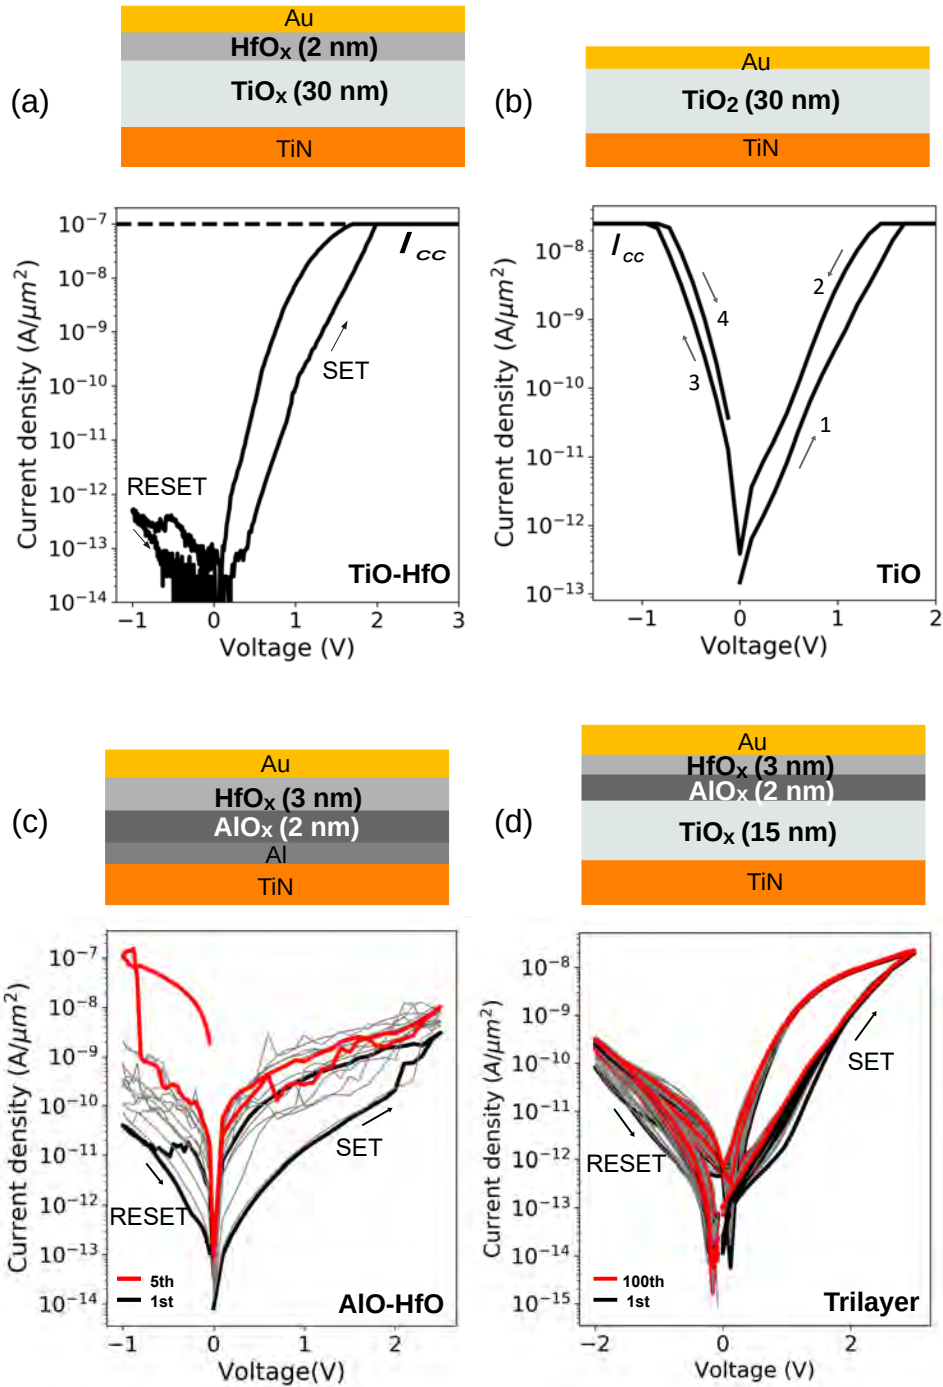 Au
HfOx (2 nm)
TiOx (30 nm)
TiN
(a)
Au
TiO2 (30 nm)
TiN
(b)
10−7
10−8
10−9
10−10
10−11
10−12
10−13
10−14
Current density (A/μm2)
Icc
SET
RESET
TiO-HfO
−1 0 1 2 3
Voltage (V)
10−8
10−9
10−10
10−11
10−12
10−13
Current density (A/μm2)
Icc
2
4
3
1
TiO
−1 0 1 2
Voltage(V)
Au
HfOx (3 nm)
AlOx (2 nm)
Al
TiN
(c)
Au
HfOx (3 nm)
AlOx (2 nm)
TiOx (15 nm)
TiN
(d)
10−7
10−8
10−9
10−10
10−11
10−12
10−13
10−14
Current density (A/μm2)
SET
RESET
5th
1st
AlO-HfO
−1 0 1 2
Voltage(V)
10−8
10−9
10−10
10−11
10−12
10−13
10−14
10−15
Current density (A/μm2)
SET
RESET
100th
1st
Trilayer
−2 0 2
Voltage (V)